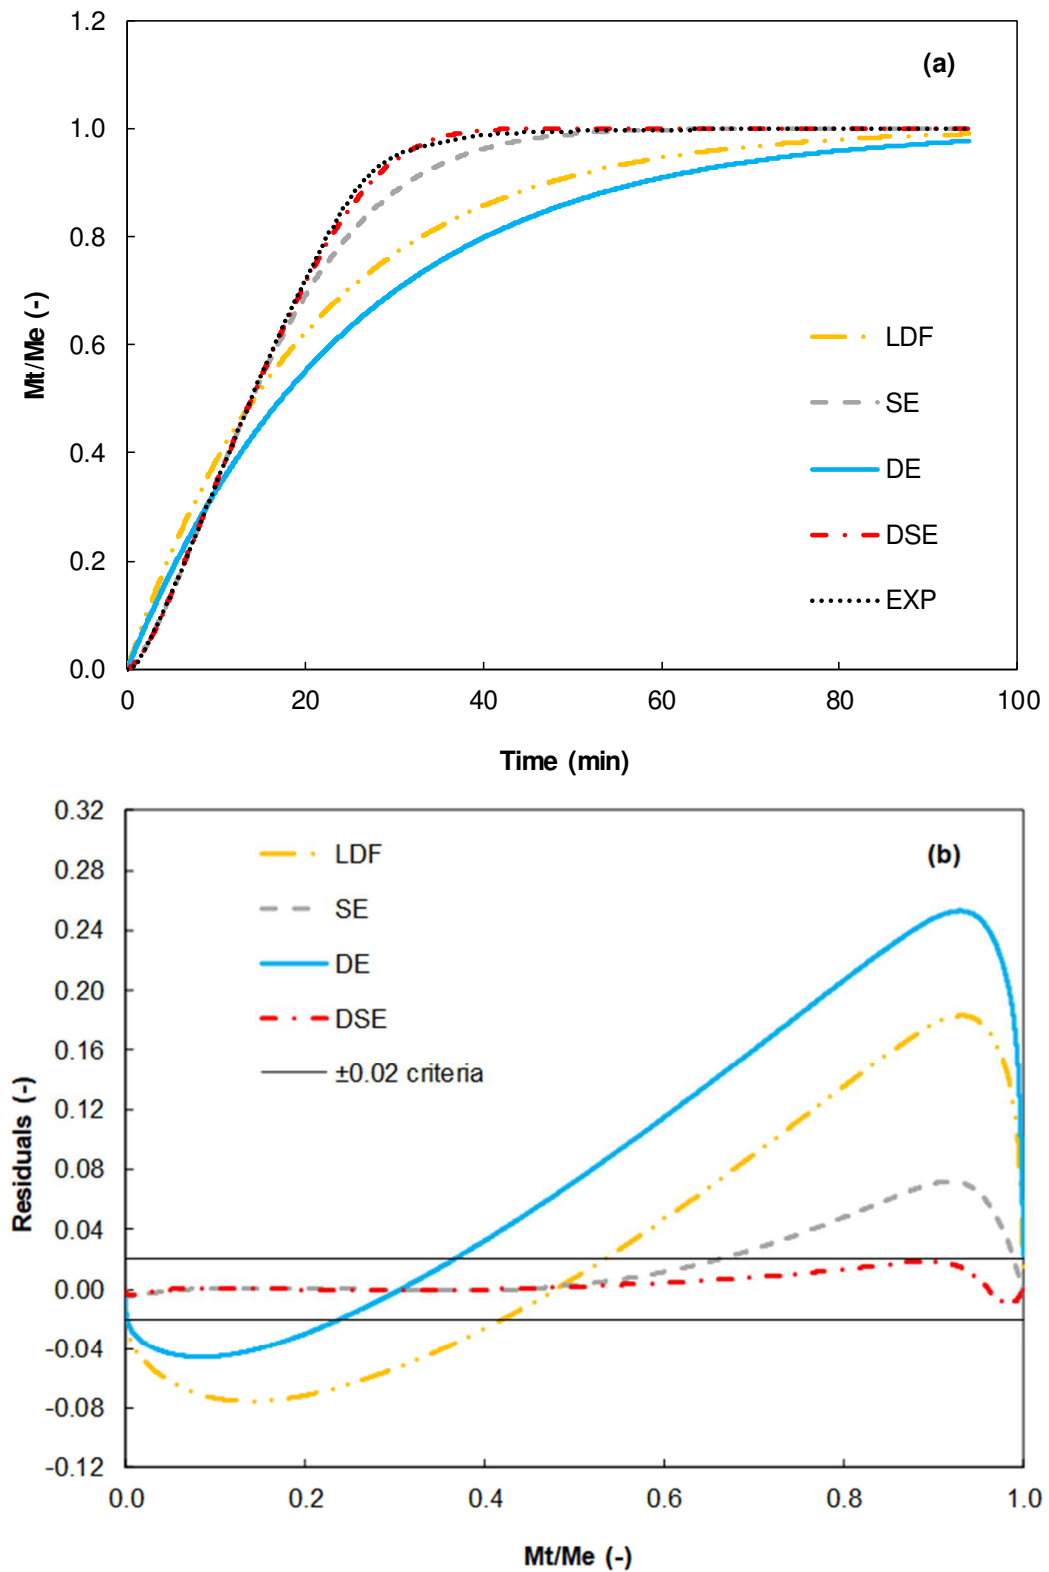 1.2
(a)
1.0
0.8
Mt/Me (-)
0.6
LDF
SE
0.4
DE
0.2
DSE
EXP
0.0
0 20 40 60 80 100
Time (min)
0.32
(b)
LDF
0.28
SE
0.24
DE
0.20
DSE
0.16
±0.02 criteria
0.12
Residuals (-)
0.08
0.04
0.00
-0.04
-0.08
-0.12
0.0 0.2 0.4 0.6 0.8 1.0
Mt/Me (-)